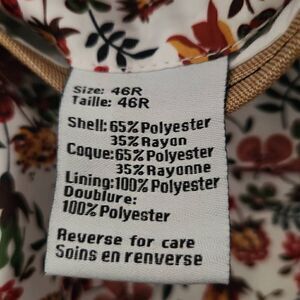 Size: 46R
Taille: 46R
Shell: 65% Polyester
35% Rayon
Coque: 65% Polyester
35% Rayonne
Lining: 100% Polyester
Doublure:
100% Polyester
Reverse for care
Soins en renverse